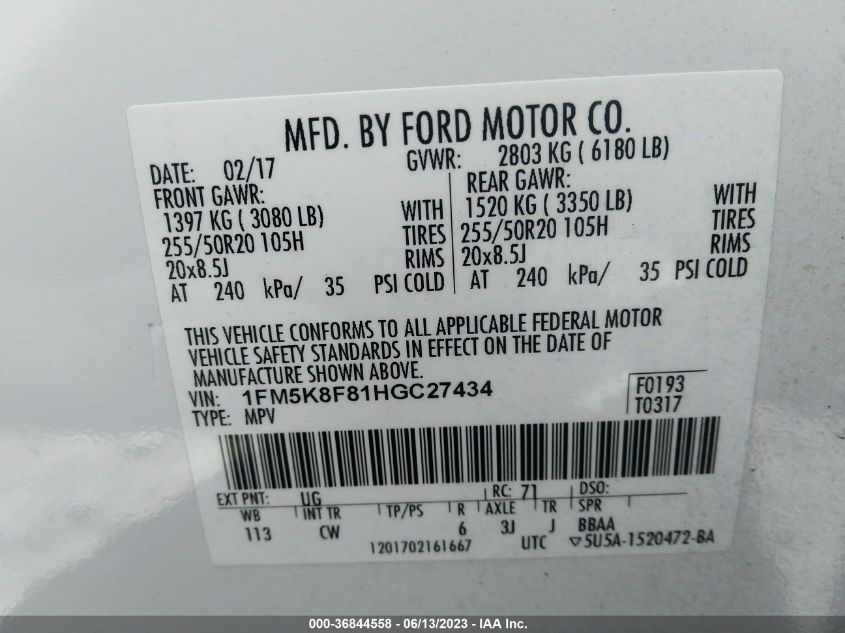 MFD. BY FORD MOTOR CO.
DATE: 02/17 GVWR: 2803 KG ( 6180 LB)
FRONT GAWR: REAR GAWR:
1397 KG ( 3080 LB) WITH 1520 KG ( 3350 LB) WITH
255/50R20 105H TIRES 255/50R20 105H TIRES
20x8.5J RIMS 20x8.5J RIMS
AT 240 kPa/ 35 PSI COLD AT 240 kPa/ 35 PSI COLD
THIS VEHICLE CONFORMS TO ALL APPLICABLE FEDERAL MOTOR
VEHICLE SAFETY STANDARDS IN EFFECT ON THE DATE OF
MANUFACTURE SHOWN ABOVE.
VIN: 1FM5K8F81HGC27434 F0193
TYPE: MPV T0317
EXT PNT: UG RC: 71 DSO:
WB INT TR TP/PS R AXLE TR SPR
113 CW 6 3J J BBAA
1201702161667 UTC ▽5U5A-1520472-BA
000-36844558 - 06/13/2023 - IAA Inc.